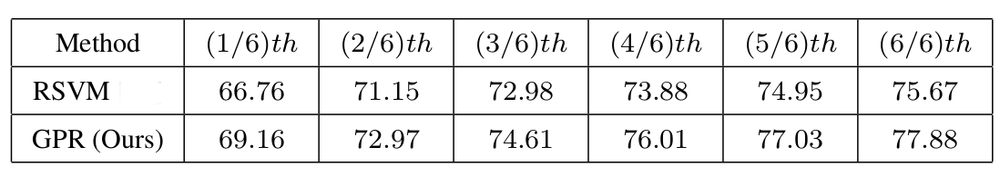 Method (1/6)th (2/6)th (3/6)th (4/6)th (5/6)th (6/6)th
RSVM 66.76 71.15 72.98 73.88 74.95 75.67
GPR (Ours) 69.16 72.97 74.61 76.01 77.03 77.88